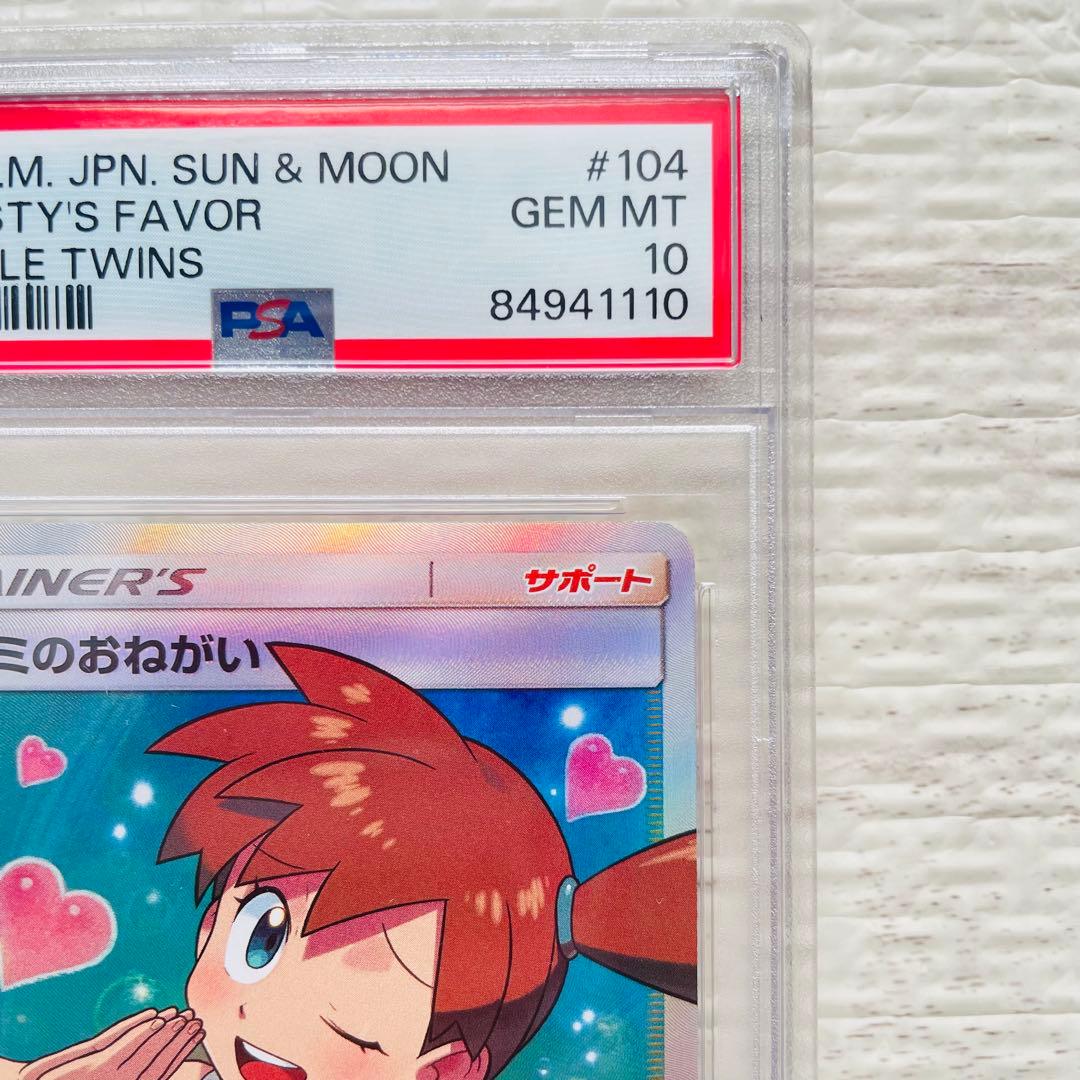 .M. JPN. SUN & MOON #104
STY'S FAVOR GEM MT
LE TWINS 10
PSA 84941110
AINER'S サポート
ミのおねがい